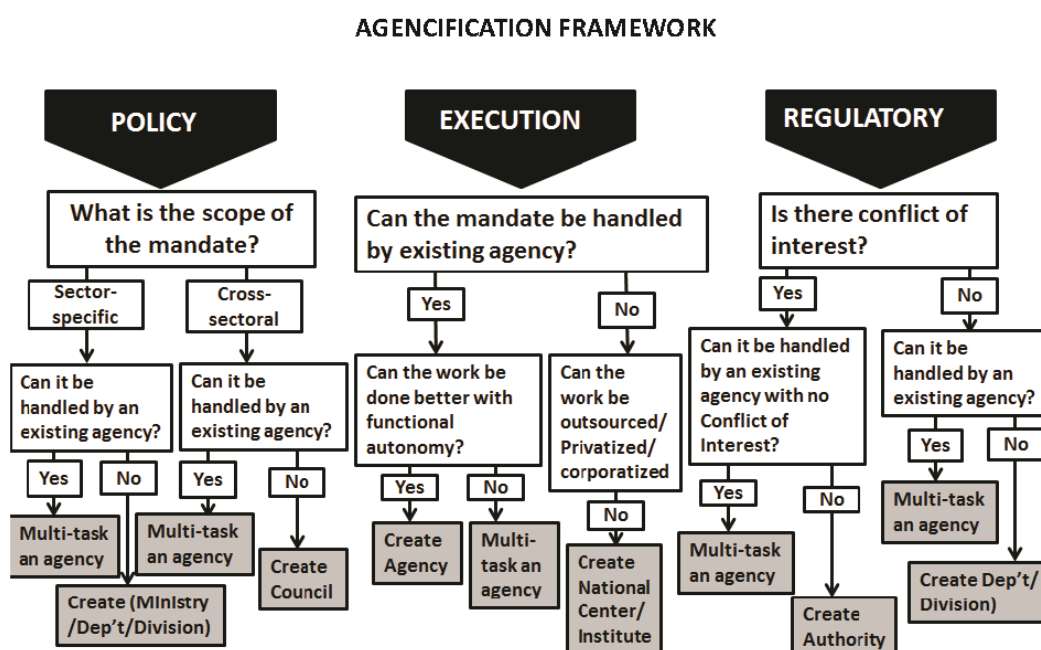 AGENCIFICATION FRAMEWORK
POLICY
What is the scope of
the mandate?
Sector-
specific
Cross-
sectoral
Can it be
handled by an
existing agency?
Can it be
handled by an
existing agency?
Yes
No
Yes
No
Multi-task
an agency
Create (MInistry
/Dep't/Division)
Multi-task
an agency
Create
Council
EXECUTION
Can the mandate be handled
by existing agency?
Yes
No
Can the work be
done better with
functional
autonomy?
Can the
work be
outsourced/
Privatized/
corporatized
Yes
No
No
Create
Agency
Multi-
task an
agency
Create
National
Center/
Institute
REGULATORY
Is there conflict of
interest?
Yes
No
Can it be handled
by an existing
agency with no
Conflict of
Interest?
Can it be
handled by an
existing agency?
Yes
No
Yes
No
Multi-task
an agency
Create
Authority
Multi-task
an agency
Create Dep't/
Division)